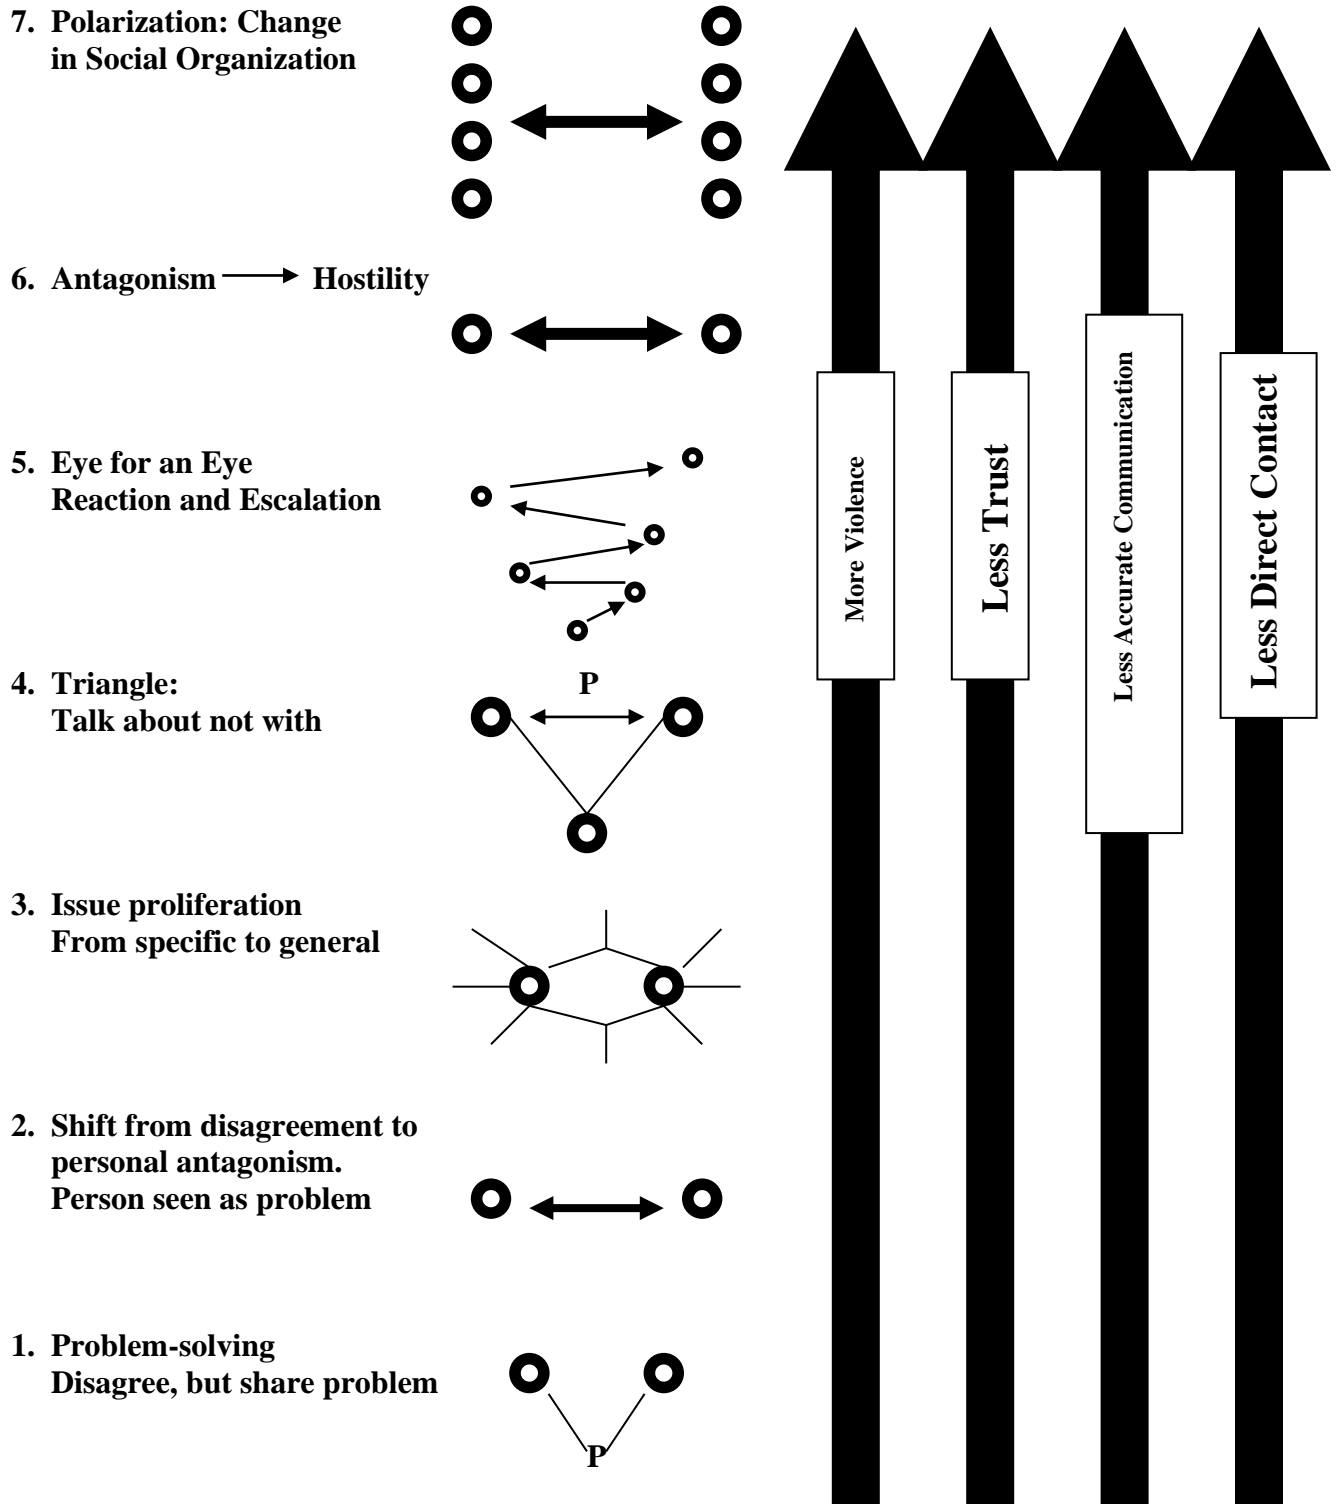 7. Polarization: Change
in Social Organization
6. Antagonism Hostility
5. Eye for an Eye
Reaction and Escalation
4. Triangle:
Talk about not with
P
3. Issue proliferation
From specific to general
2. Shift from disagreement to
personal antagonism.
Person seen as problem
1. Problem-solving
Disagree, but share problem
P
More Violence
Less Trust
Less Accurate Communication
Less Direct Contact